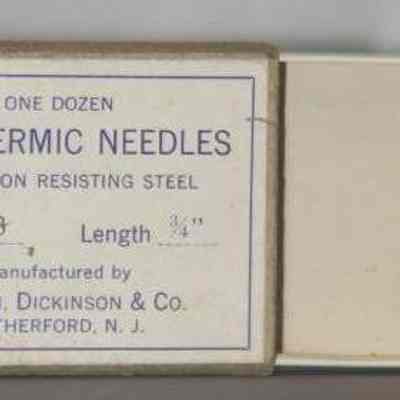 ONE DOZEN
ERMIC NEEDLES
ON RESISTING STEEL
Length 3/4"
anufactured by
, DICKINSON & CO.
THERFORD, N. J.